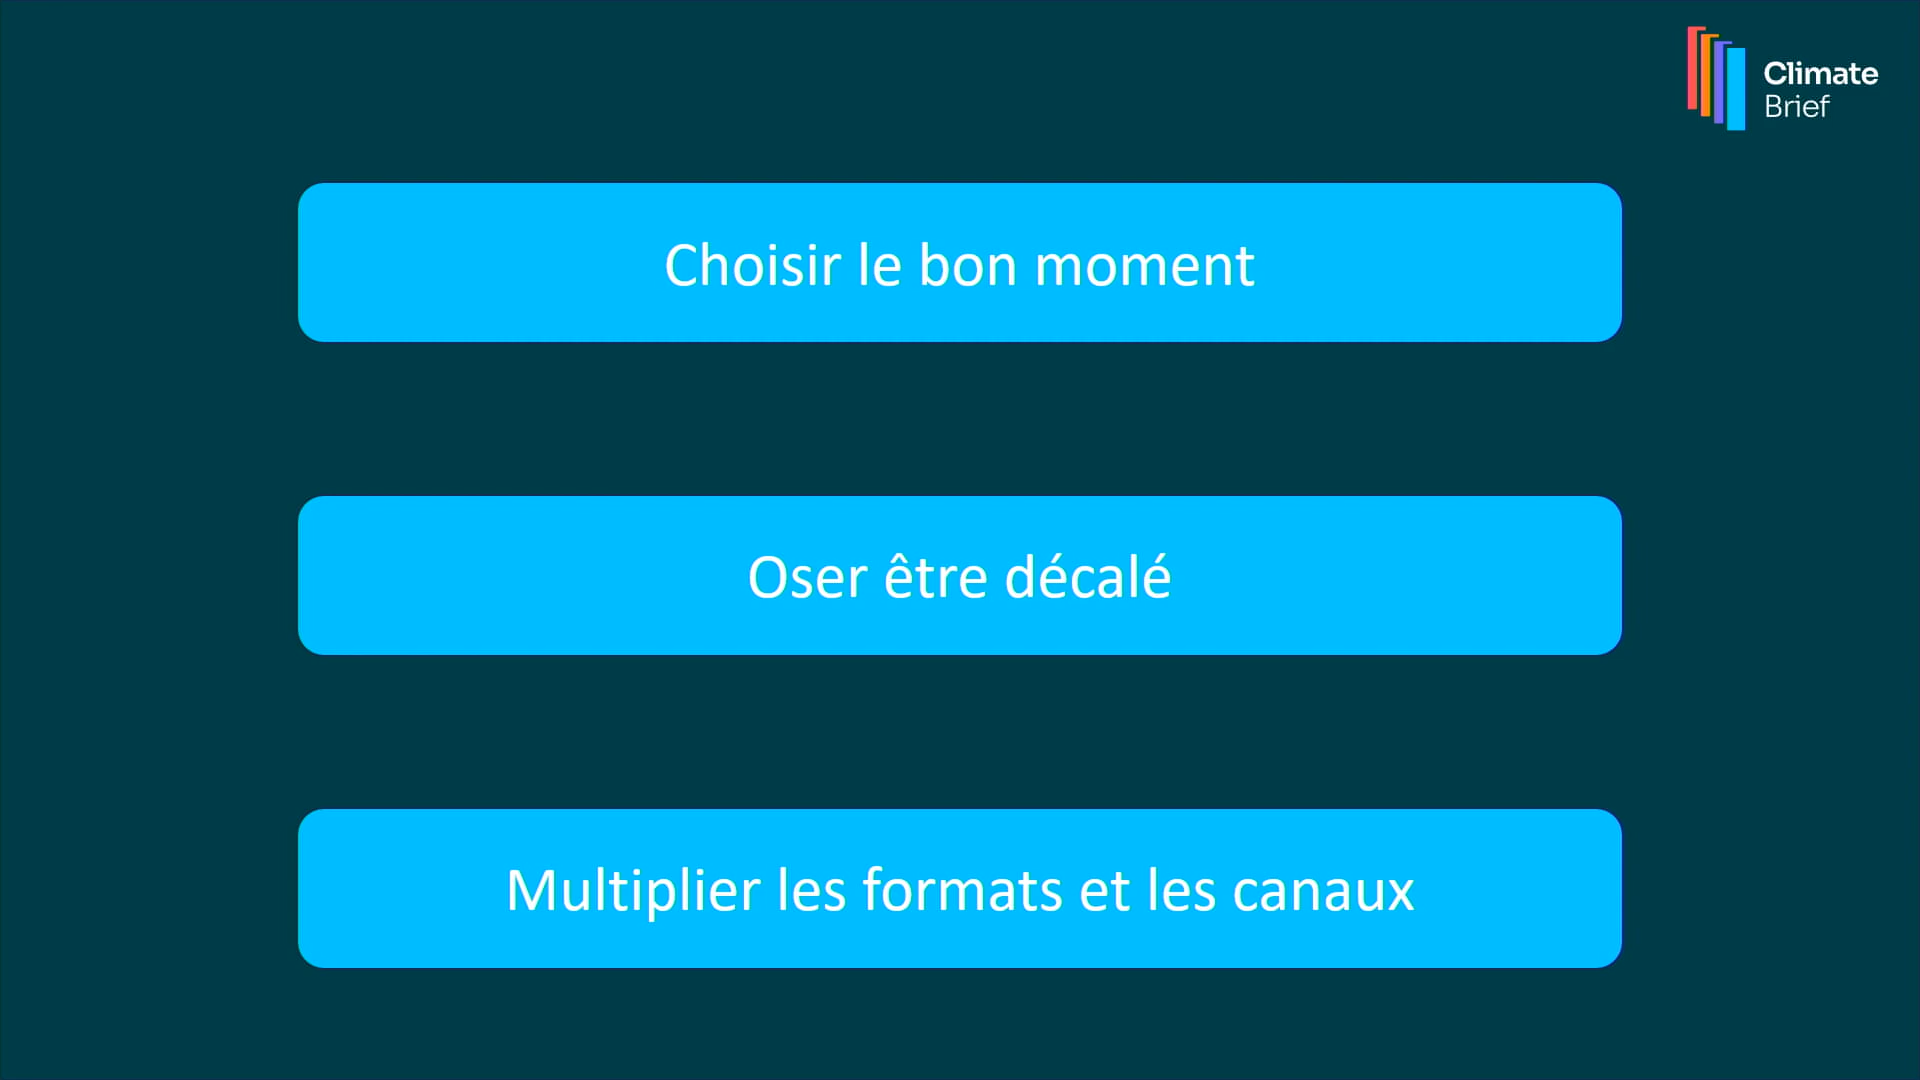 Climate
Brief
Choisir le bon moment
Oser être décalé
Multiplier les formats et les canaux